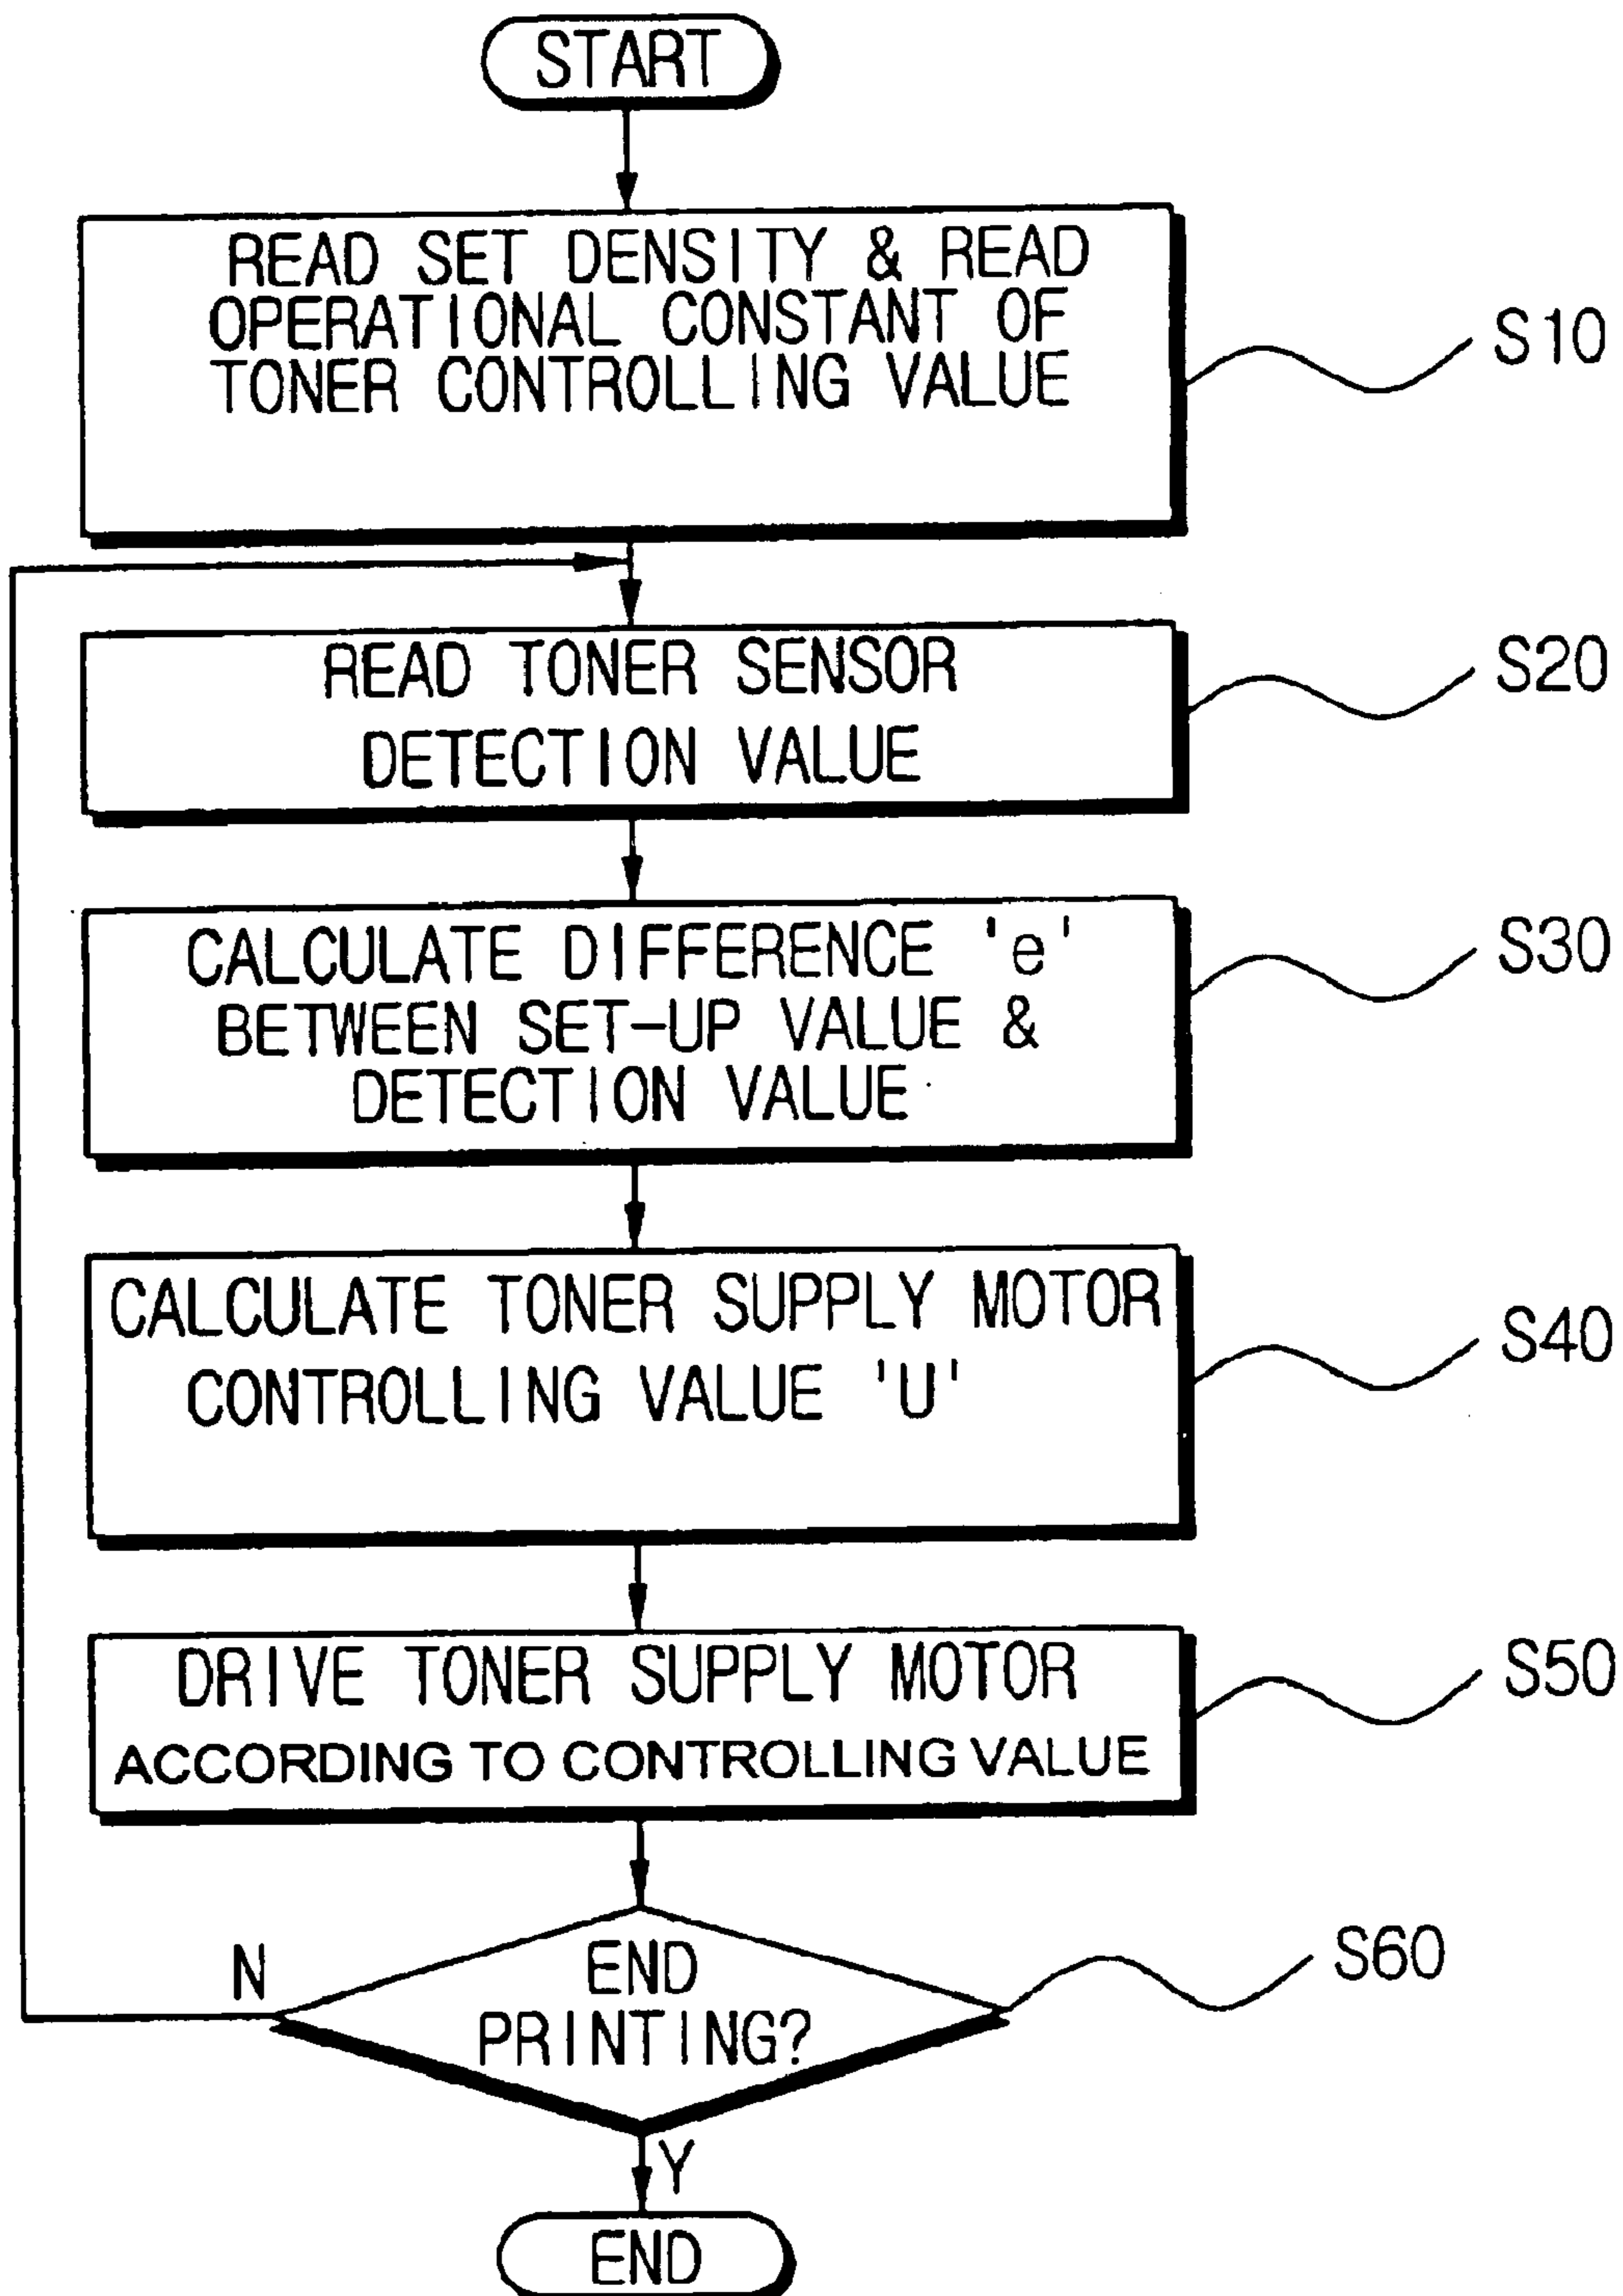 START
READ SET DENSITY & READ
OPERATIONAL CONSTANT OF
TONER CONTROLLING VALUE
S10
READ TONER SENSOR
DETECTION VALUE
S20
CALCULATE DIFFERENCE 'e'
BETWEEN SET-UP VALUE &
DETECTION VALUE
S30
CALCULATE TONER SUPPLY MOTOR
CONTROLLING VALUE 'U'
S40
DRIVE TONER SUPPLY MOTOR
ACCORDING TO CONTROLLING VALUE
S50
N
END
PRINTING?
S60
Y
END